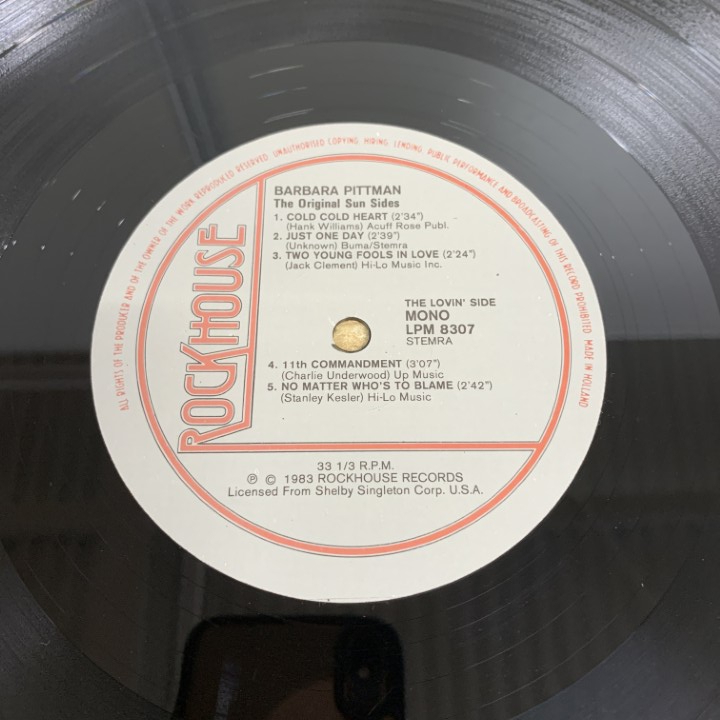 ALL RIGHTS OF THE PRODUCER AND OF THE OWNER OF THE WORK REPRODUCED RESERVED. UNAUTHORISED COPYING, HIRING, LENDING, PUBLIC PERFORMANCE AND BROADCASTING OF THIS RECORD PROHIBITED. MADE IN HOLLAND
ROCKHOUSE
BARBARA PITTMAN
The Original Sun Sides
1. COLD COLD HEART (2'34")
(Hank Williams) Acuff Rose Publ.
2. JUST ONE DAY (2'39")
(Unknown) Buma/Stemra
3. TWO YOUNG FOOLS IN LOVE (2'24")
(Jack Clement) Hi-Lo Music Inc.
THE LOVIN' SIDE
MONO
LPM 8307
STEMRA
4. 11th COMMANDMENT (3'07")
(Charlie Underwood) Up Music
5. NO MATTER WHO'S TO BLAME (2'42")
(Stanley Kesler) Hi-Lo Music
33 1/3 R.P.M.
℗ © 1983 ROCKHOUSE RECORDS
Licensed From Shelby Singleton Corp. U.S.A.